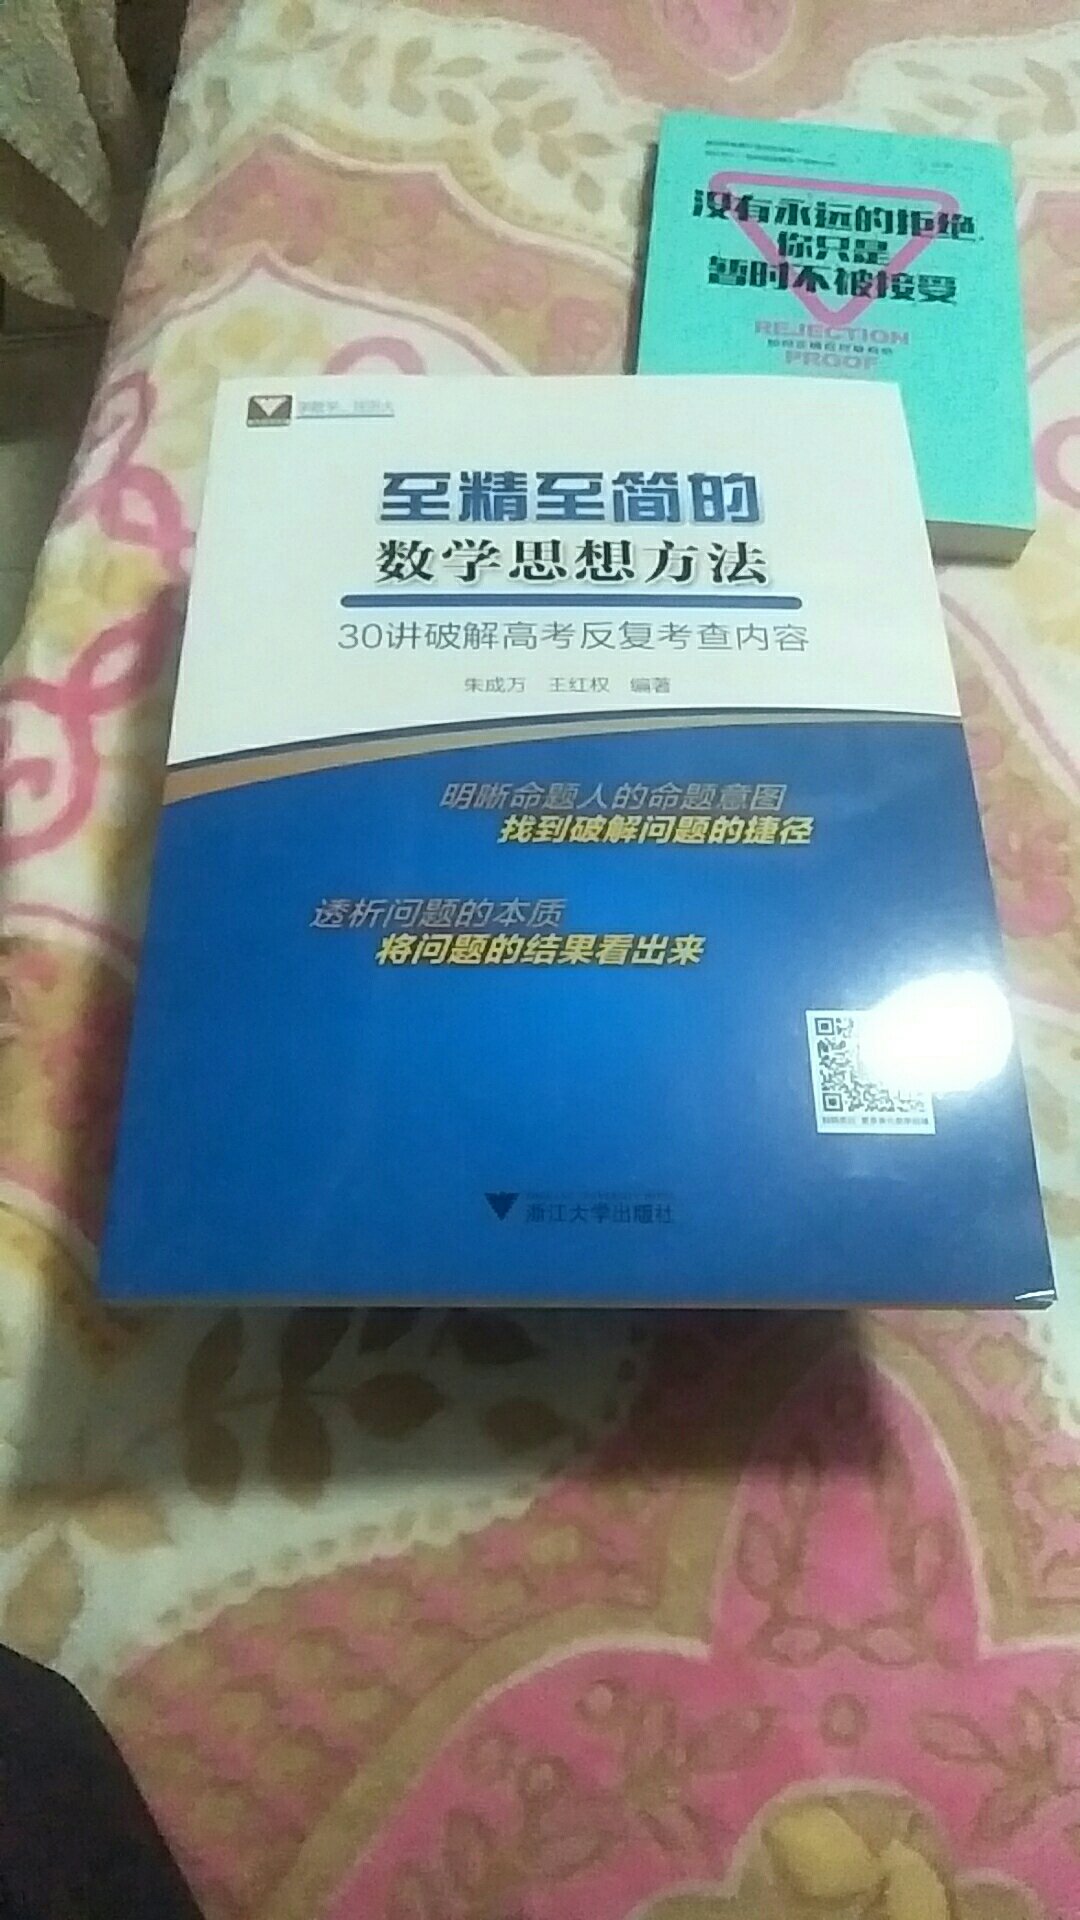 没有永远的拒绝,
你只是
暂时不被接受
REJECTION
PROOF
至精至简的
数学思想方法
30讲破解高考反复考查内容
朱成万 王红权 编著
明晰命题人的命题意图
找到破解问题的捷径
透析问题的本质
将问题的结果看出来
浙江大学出版社